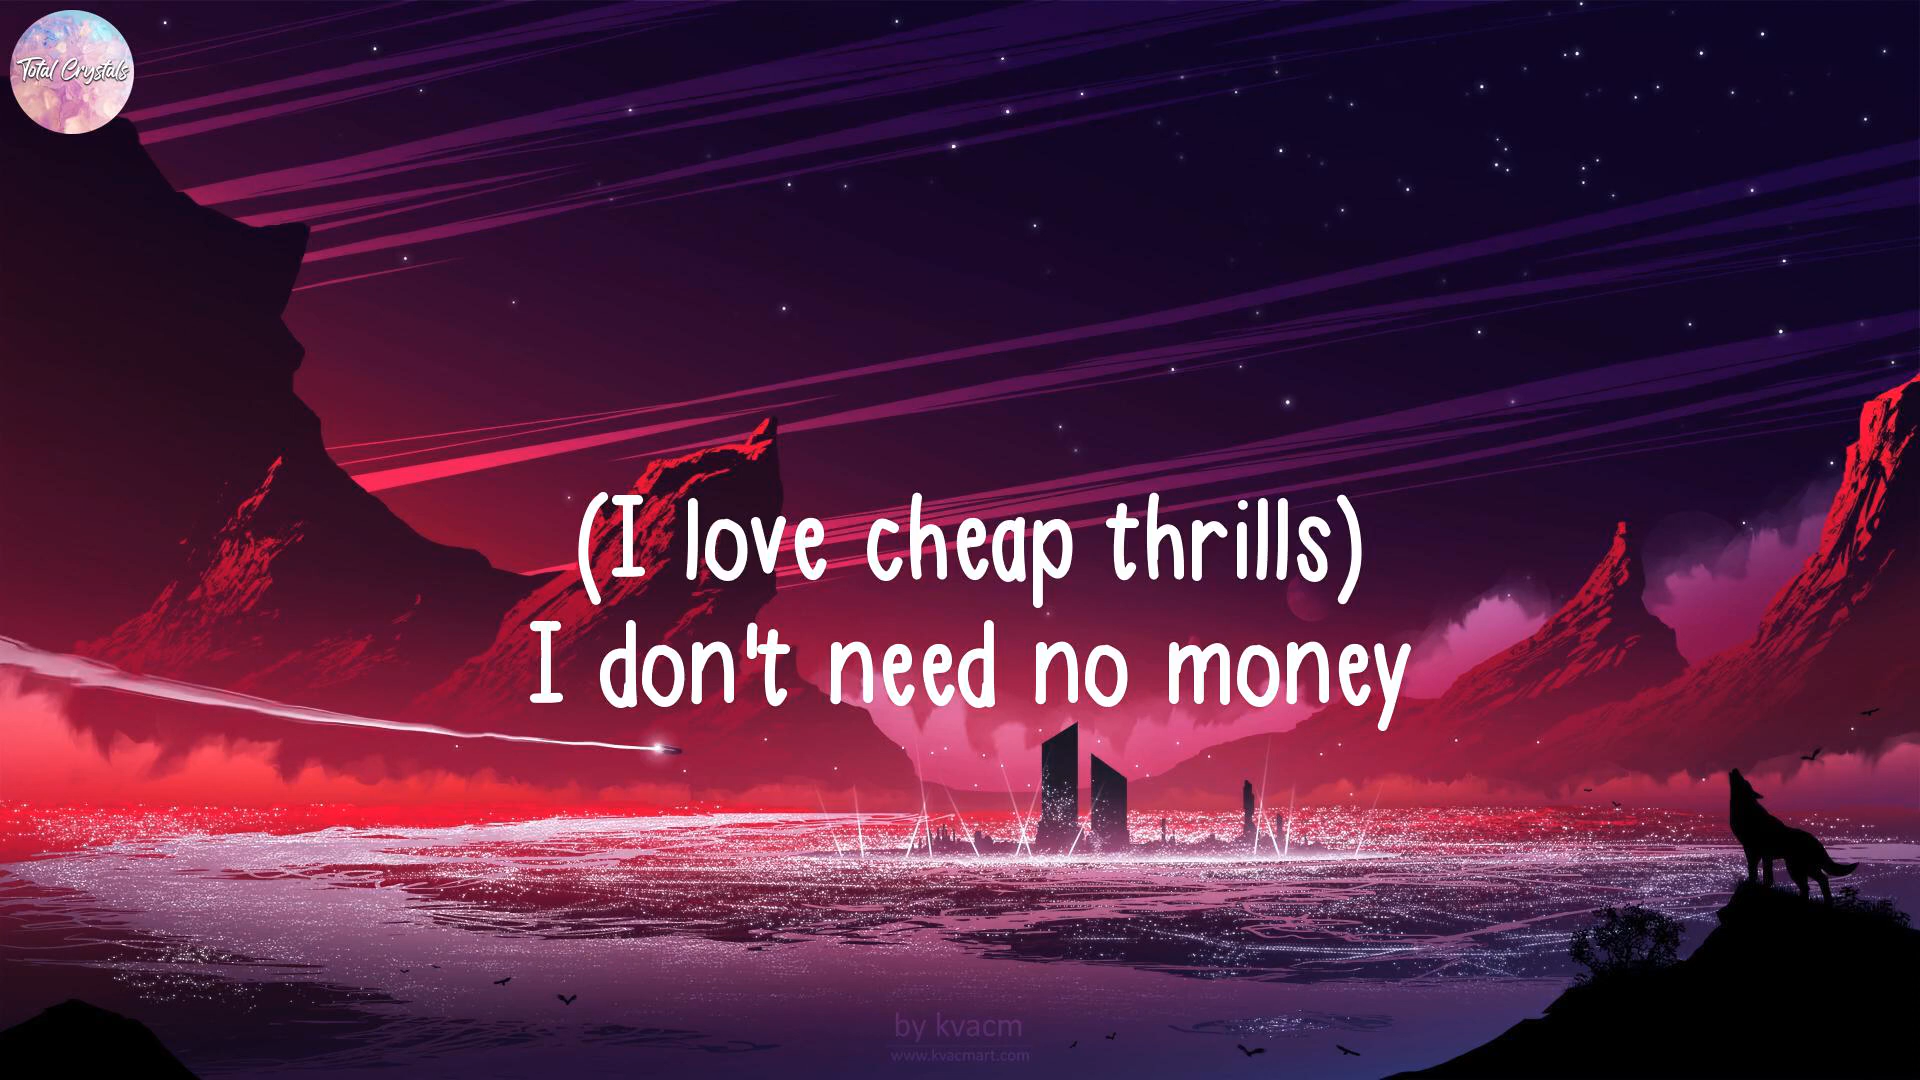 Total Crystals
(I love cheap thrills)
I don't need no money
by kvacm
www.kvacmart.com